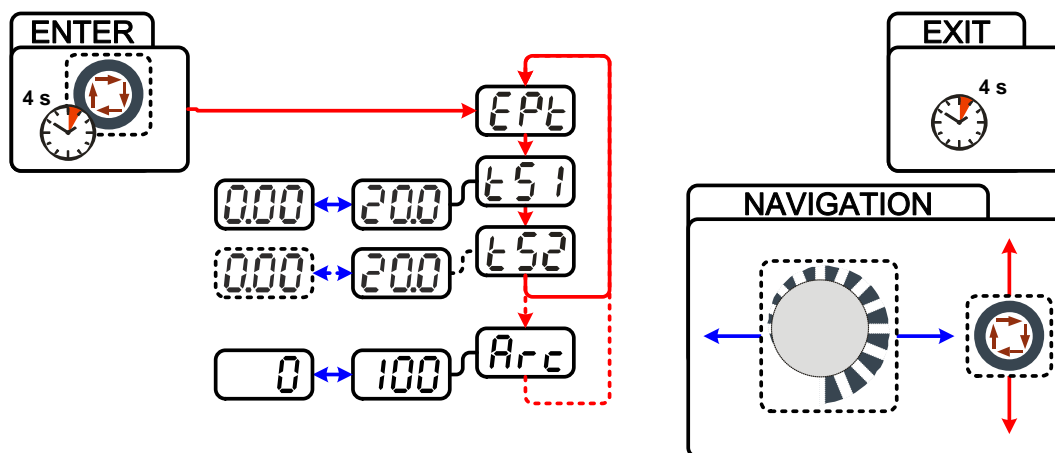 ENTER
4 s
EXIT
4 s
EPt
tS1
0.00
20.0
tS2
0.00
20.0
Arc
0
100
NAVIGATION